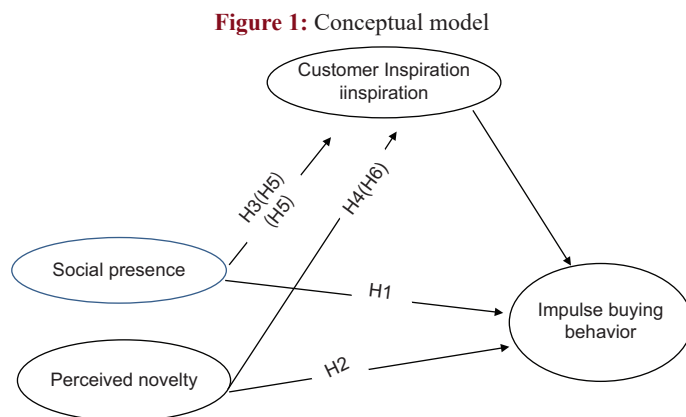 Figure 1: Conceptual model
Customer Inspiration
iinspiration
H3(H5)
(H5)
H4(H6)
Social presence
H1
Impulse buying
behavior
Perceived novelty
H2